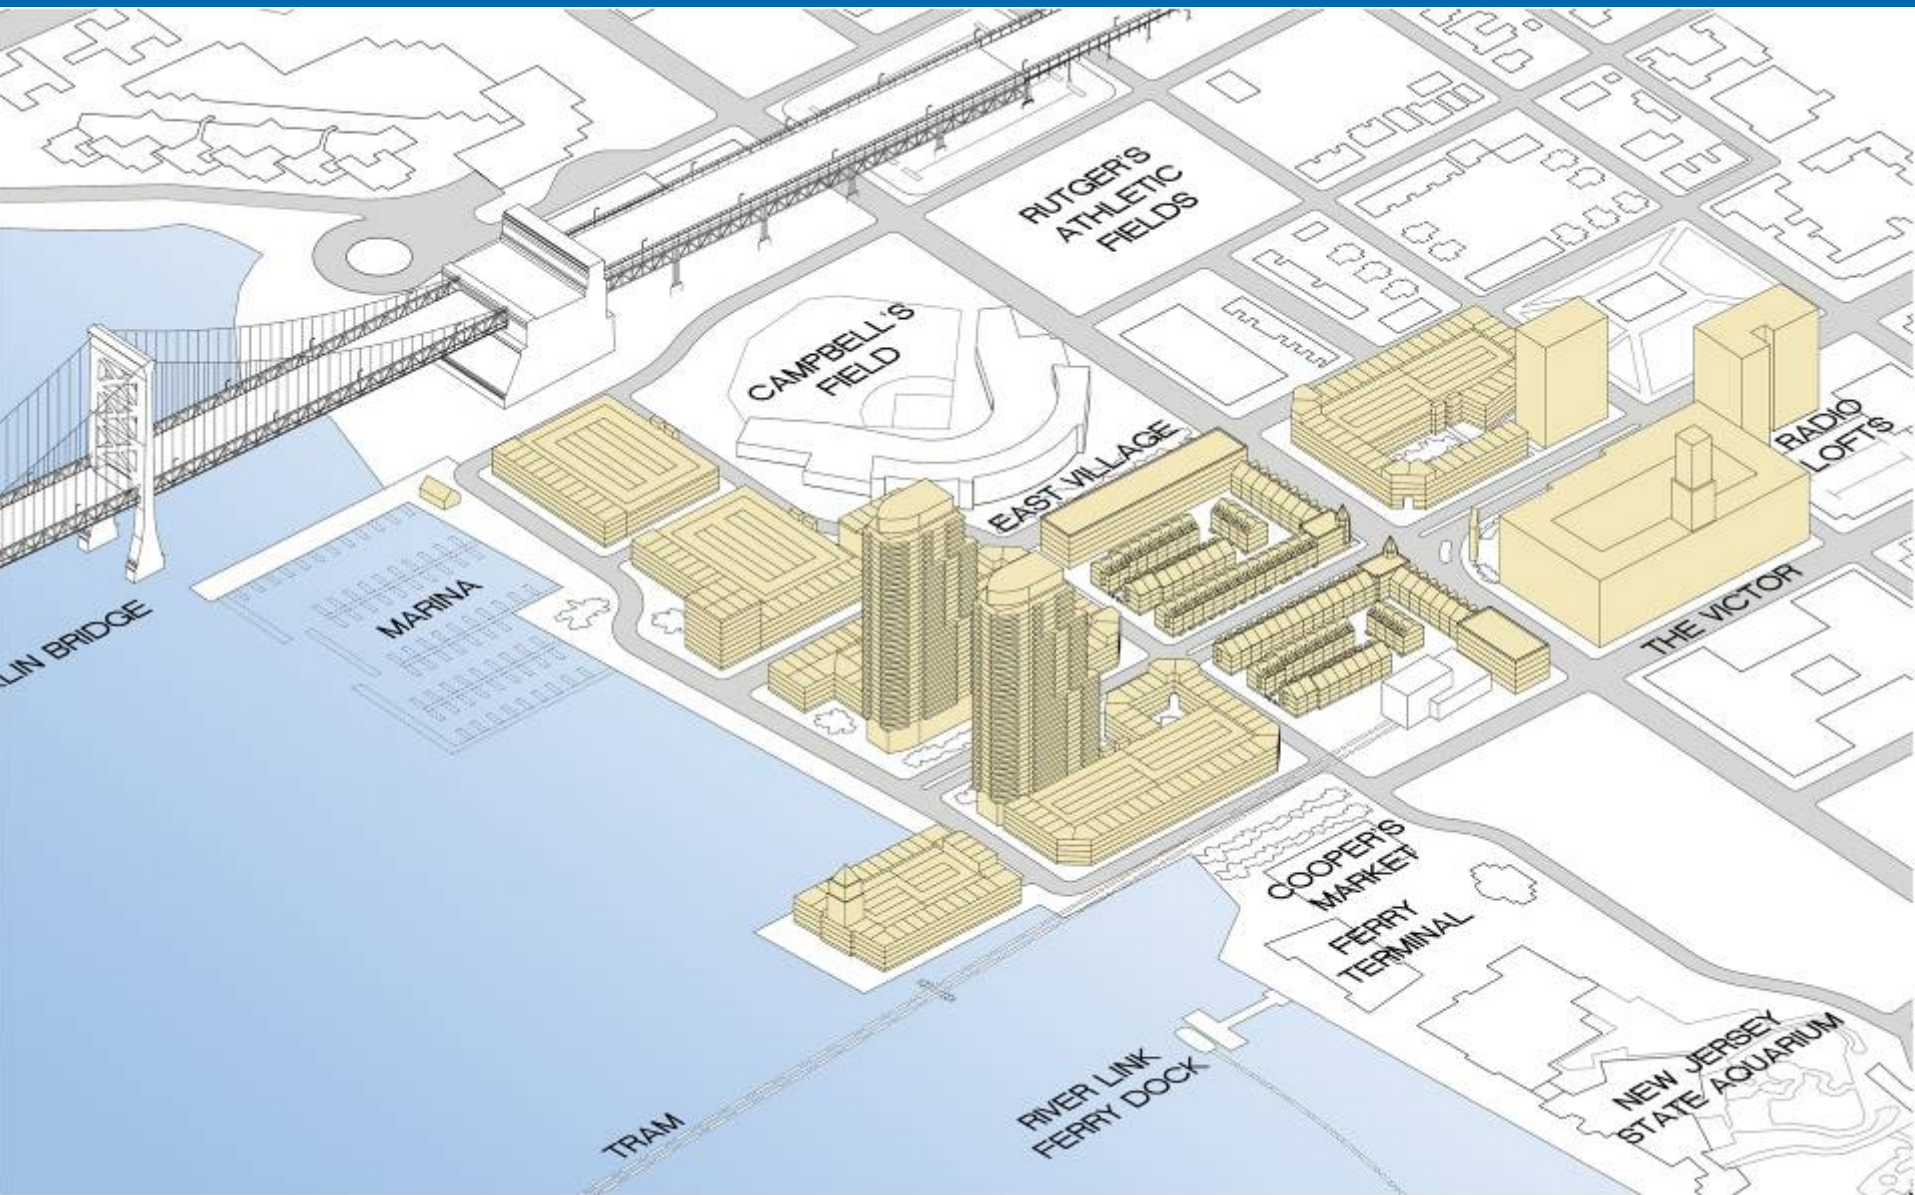 RUTGER'S
ATHLETIC
FIELDS
CAMPBELL'S
FIELD
EAST VILLAGE
RADIO
LOFTS
THE VICTOR
MARINA
LIN BRIDGE
COOPER'S
MARKET
FERRY
TERMINAL
NEW JERSEY
STATE AQUARIUM
RIVER LINK
FERRY DOCK
TRAM